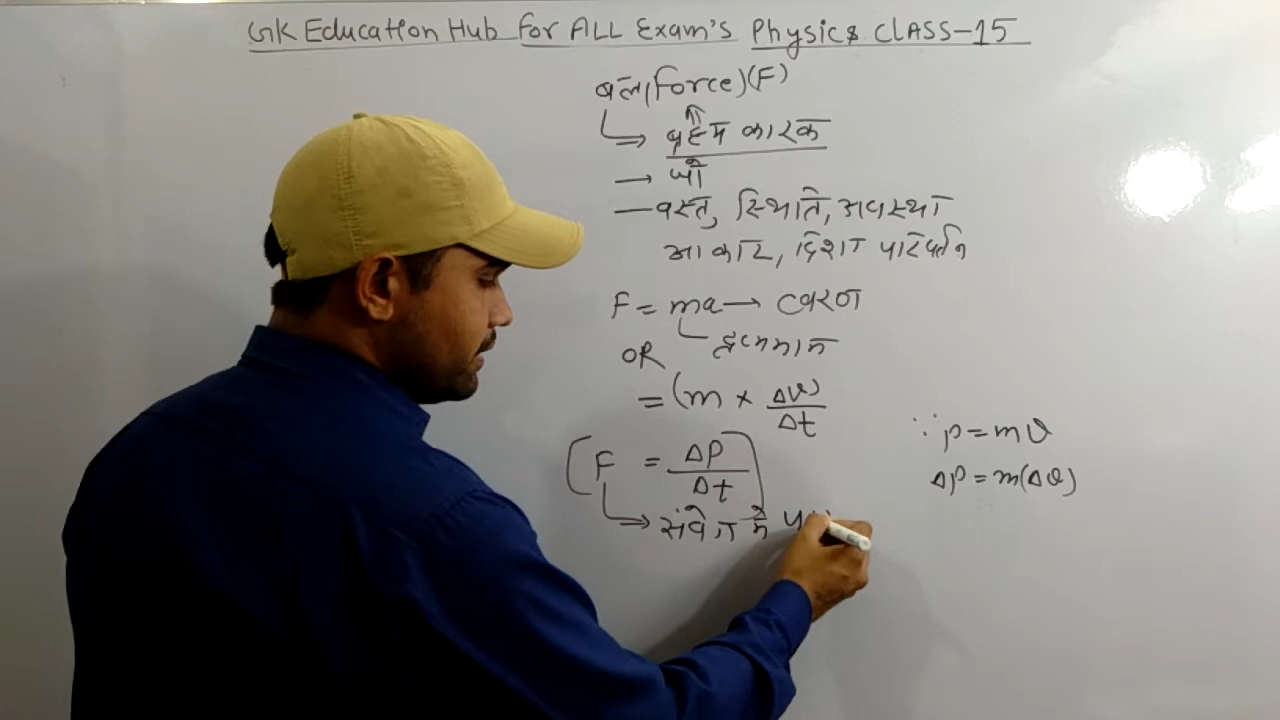 GK Education Hub for ALL Exam's Physics CLASS-15
बल(Force)(F)
कारक
→ जो
—वस्तु, स्थिति, अवस्था
आकार, दिशा परिवर्तन
F = ma → त्वरण
द्रव्यमान
OR
= (m × Δv)/Δt
F = ΔP/Δt
∵ p = mv
ΔP = m(Δv)
→ संवेग में